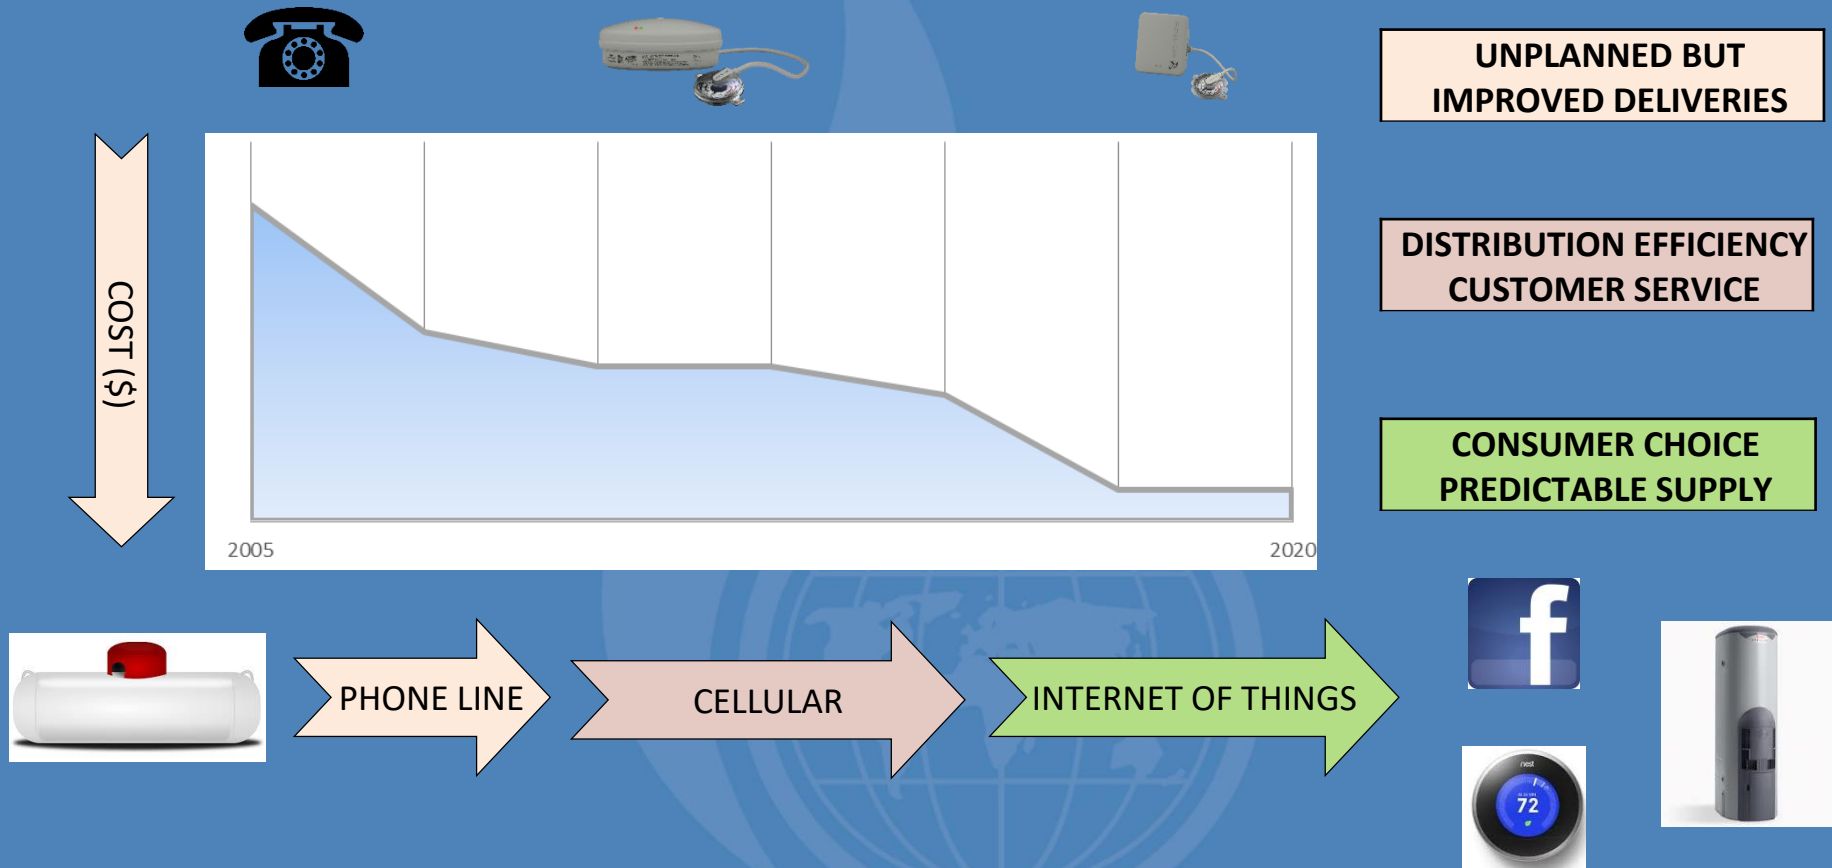 UNPLANNED BUT
IMPROVED DELIVERIES
COST ($)
DISTRIBUTION EFFICIENCY
CUSTOMER SERVICE
CONSUMER CHOICE
PREDICTABLE SUPPLY
2005
2020
PHONE LINE
CELLULAR
INTERNET OF THINGS
f
nest
72